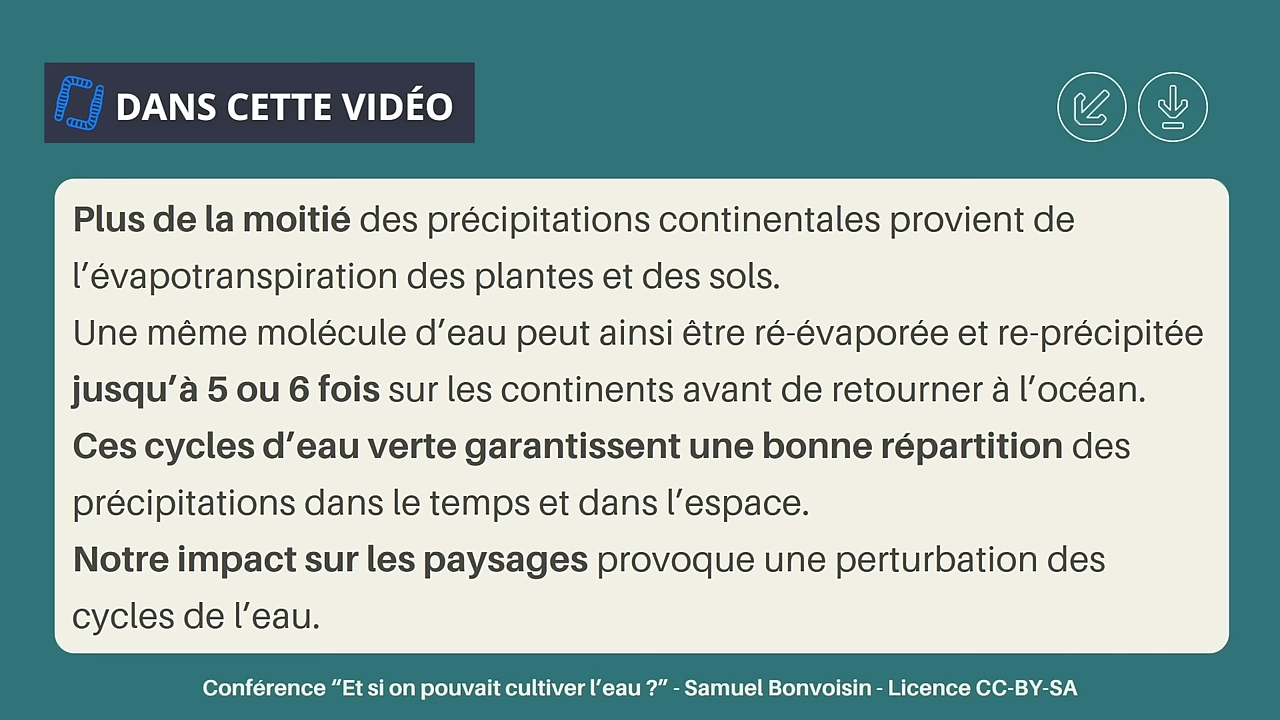 DANS CETTE VIDÉO
Plus de la moitié des précipitations continentales provient de
l’évapotranspiration des plantes et des sols.
Une même molécule d’eau peut ainsi être ré-évaporée et re-précipitée
jusqu’à 5 ou 6 fois sur les continents avant de retourner à l’océan.
Ces cycles d’eau verte garantissent une bonne répartition des
précipitations dans le temps et dans l’espace.
Notre impact sur les paysages provoque une perturbation des
cycles de l’eau.
Conférence “Et si on pouvait cultiver l’eau ?” - Samuel Bonvoisin - Licence CC-BY-SA